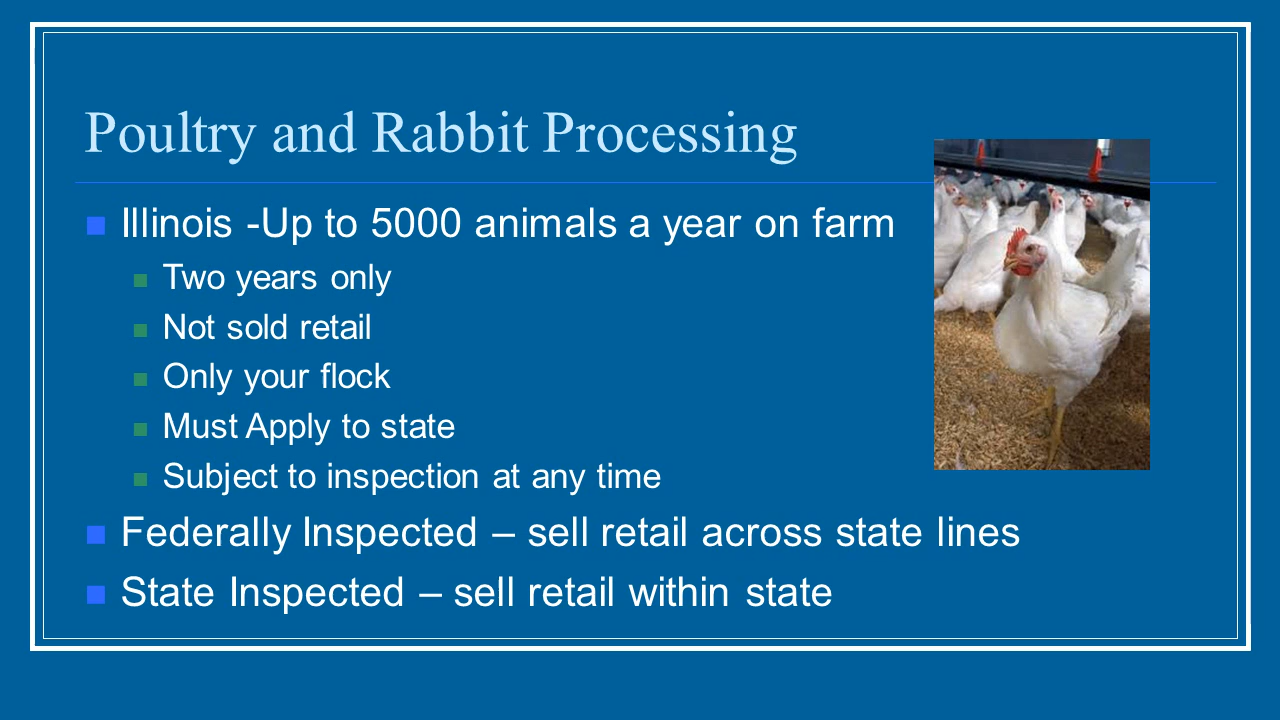 Poultry and Rabbit Processing
Illinois -Up to 5000 animals a year on farm
Two years only
Not sold retail
Only your flock
Must Apply to state
Subject to inspection at any time
Federally Inspected – sell retail across state lines
State Inspected – sell retail within state